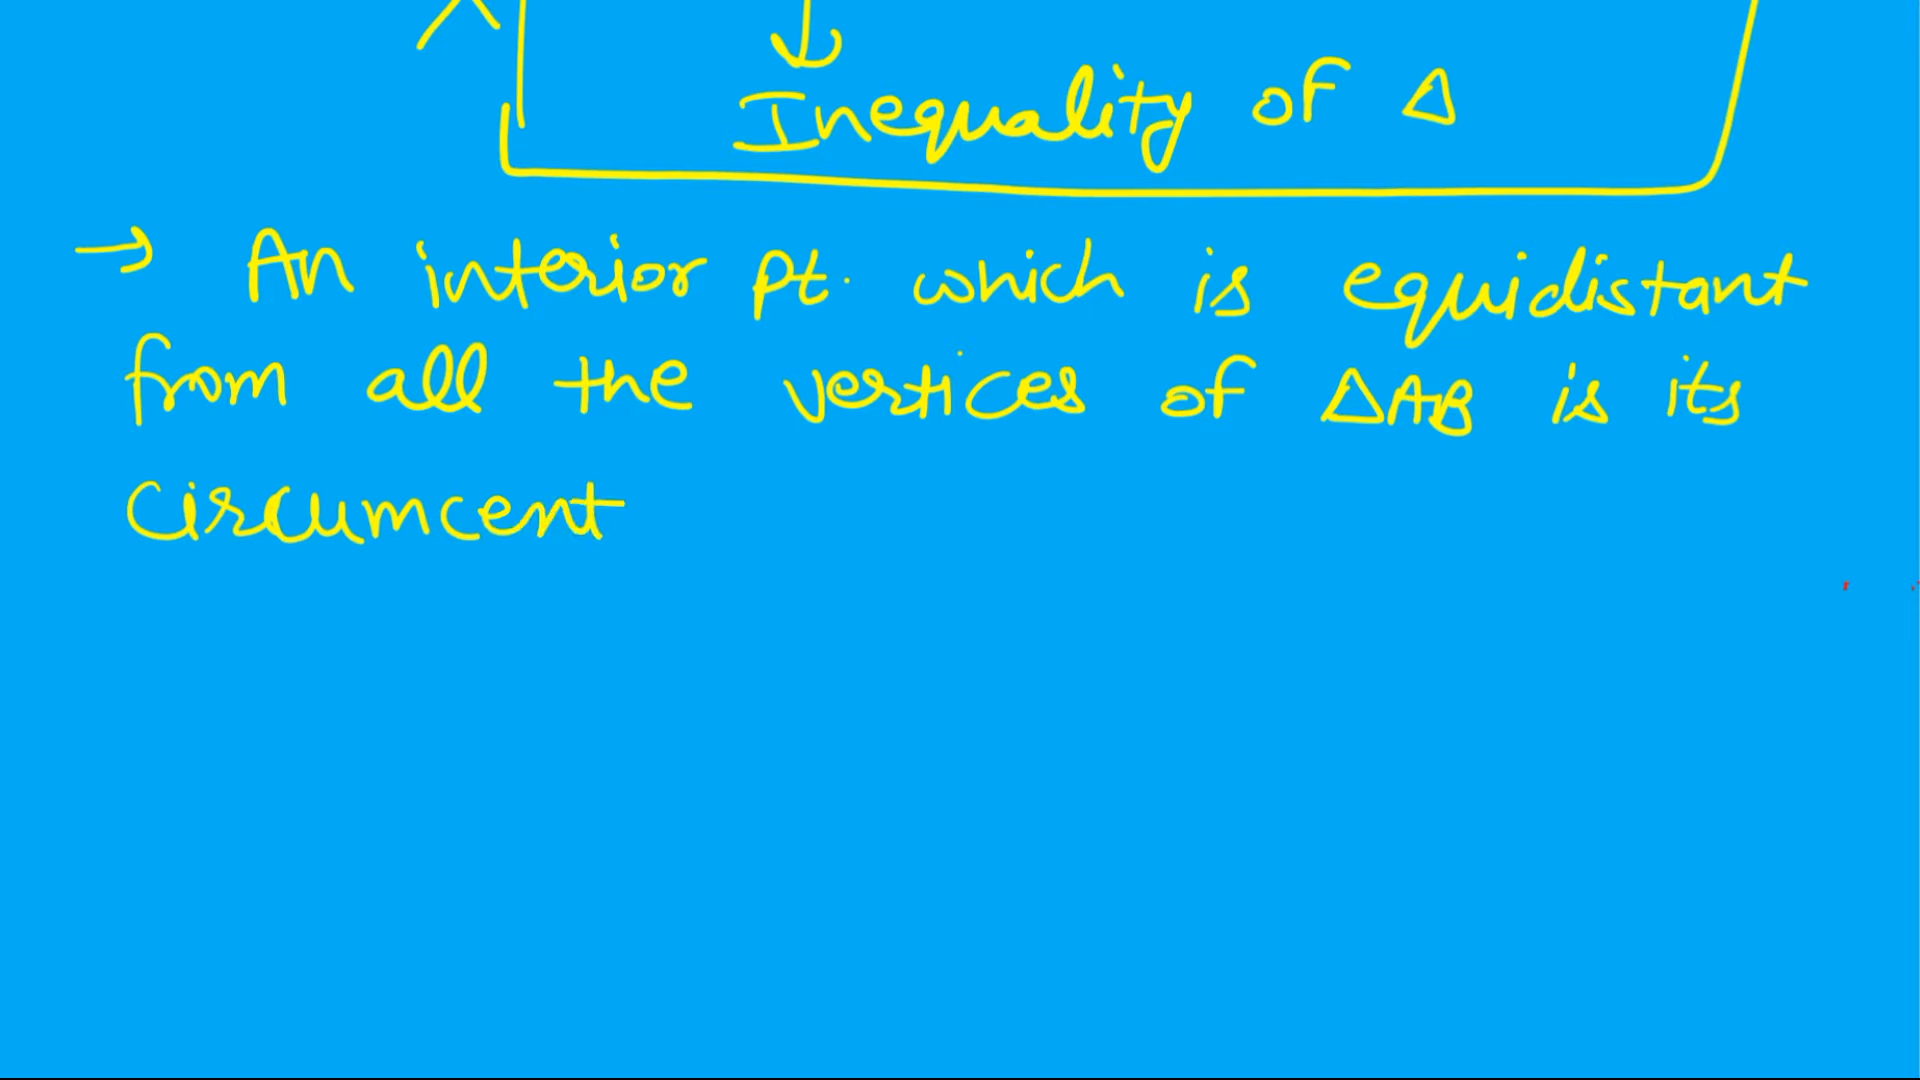 Inequality of Δ
→ An interior pt. which is equidistant
from all the vertices of ΔAB is its
circumcent